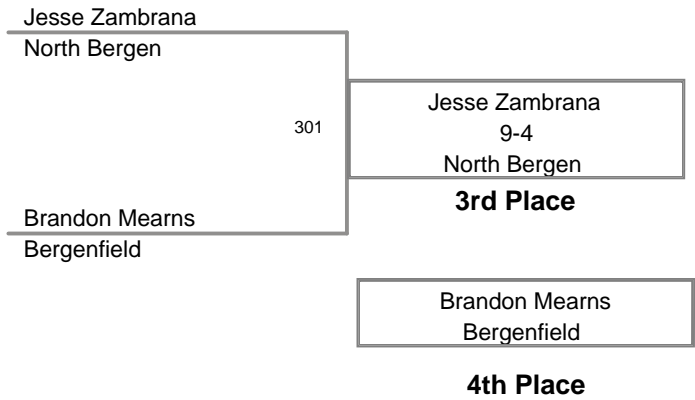 Jesse Zambrana
North Bergen
301
Jesse Zambrana
9-4
North Bergen
3rd Place
Brandon Mearns
Bergenfield
Brandon Mearns
Bergenfield
4th Place